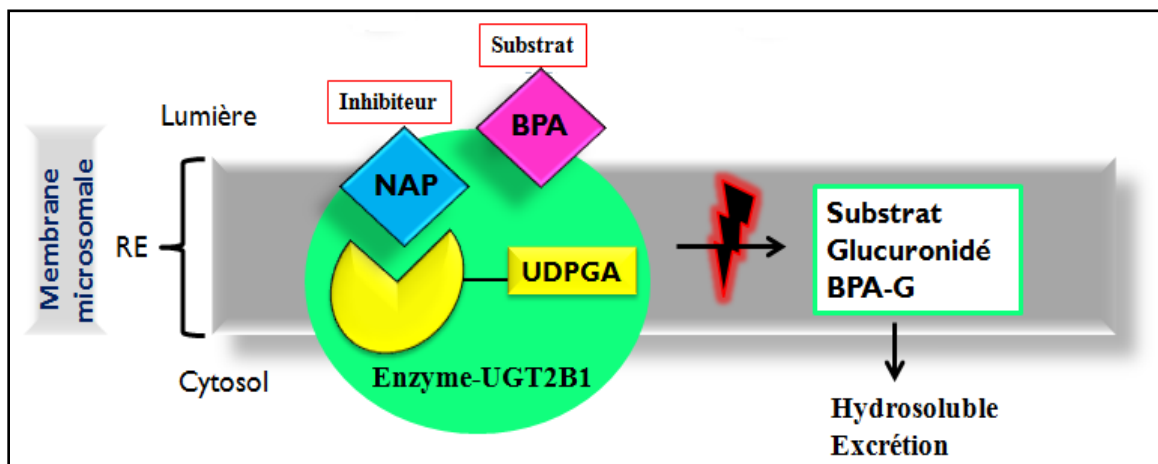 Substrat
Inhibiteur
BPA
Lumière
NAP
Membrane
microsomale
RE
UDPGA
Substrat
Glucuronidé
BPA-G
Cytosol
Enzyme-UGT2B1
Hydrosoluble
Excrétion